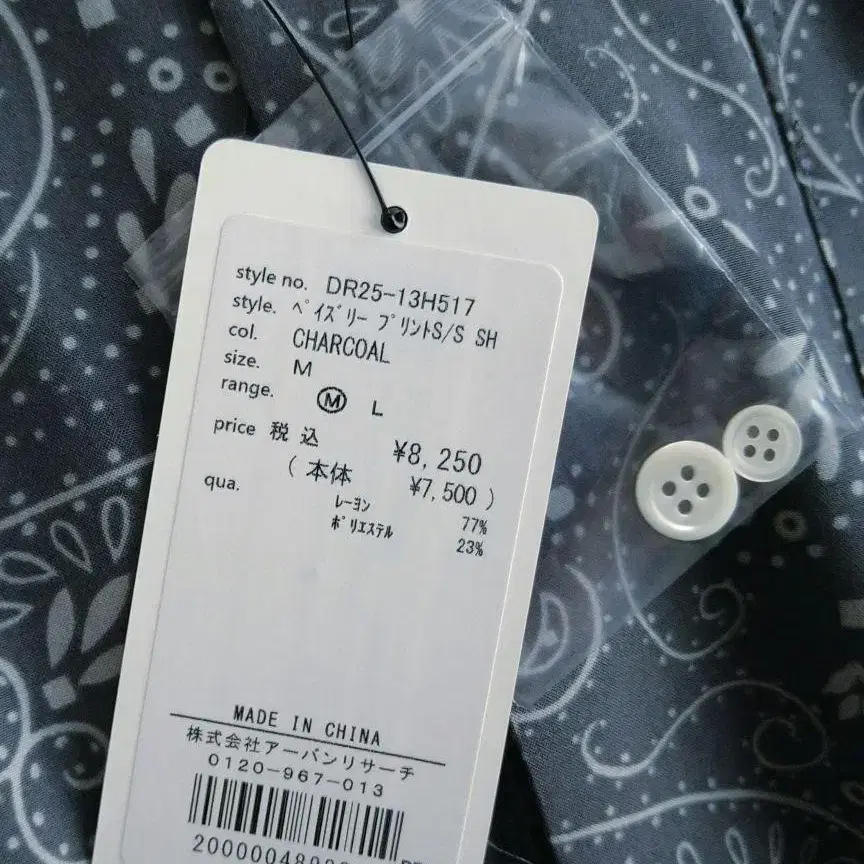 style no. DR25-13H517
style. ﾍﾟｲｽﾞﾘｰ ﾌﾟﾘﾝﾄS/S SH
col. CHARCOAL
size. M
range. Ⓜ L
price 税込 ¥8,250
(本体 ¥7,500)
qua. ﾚｰﾖﾝ 77%
ﾎﾟﾘｴｽﾃﾙ 23%
MADE IN CHINA
株式会社アーバンリサーチ
0120-967-013